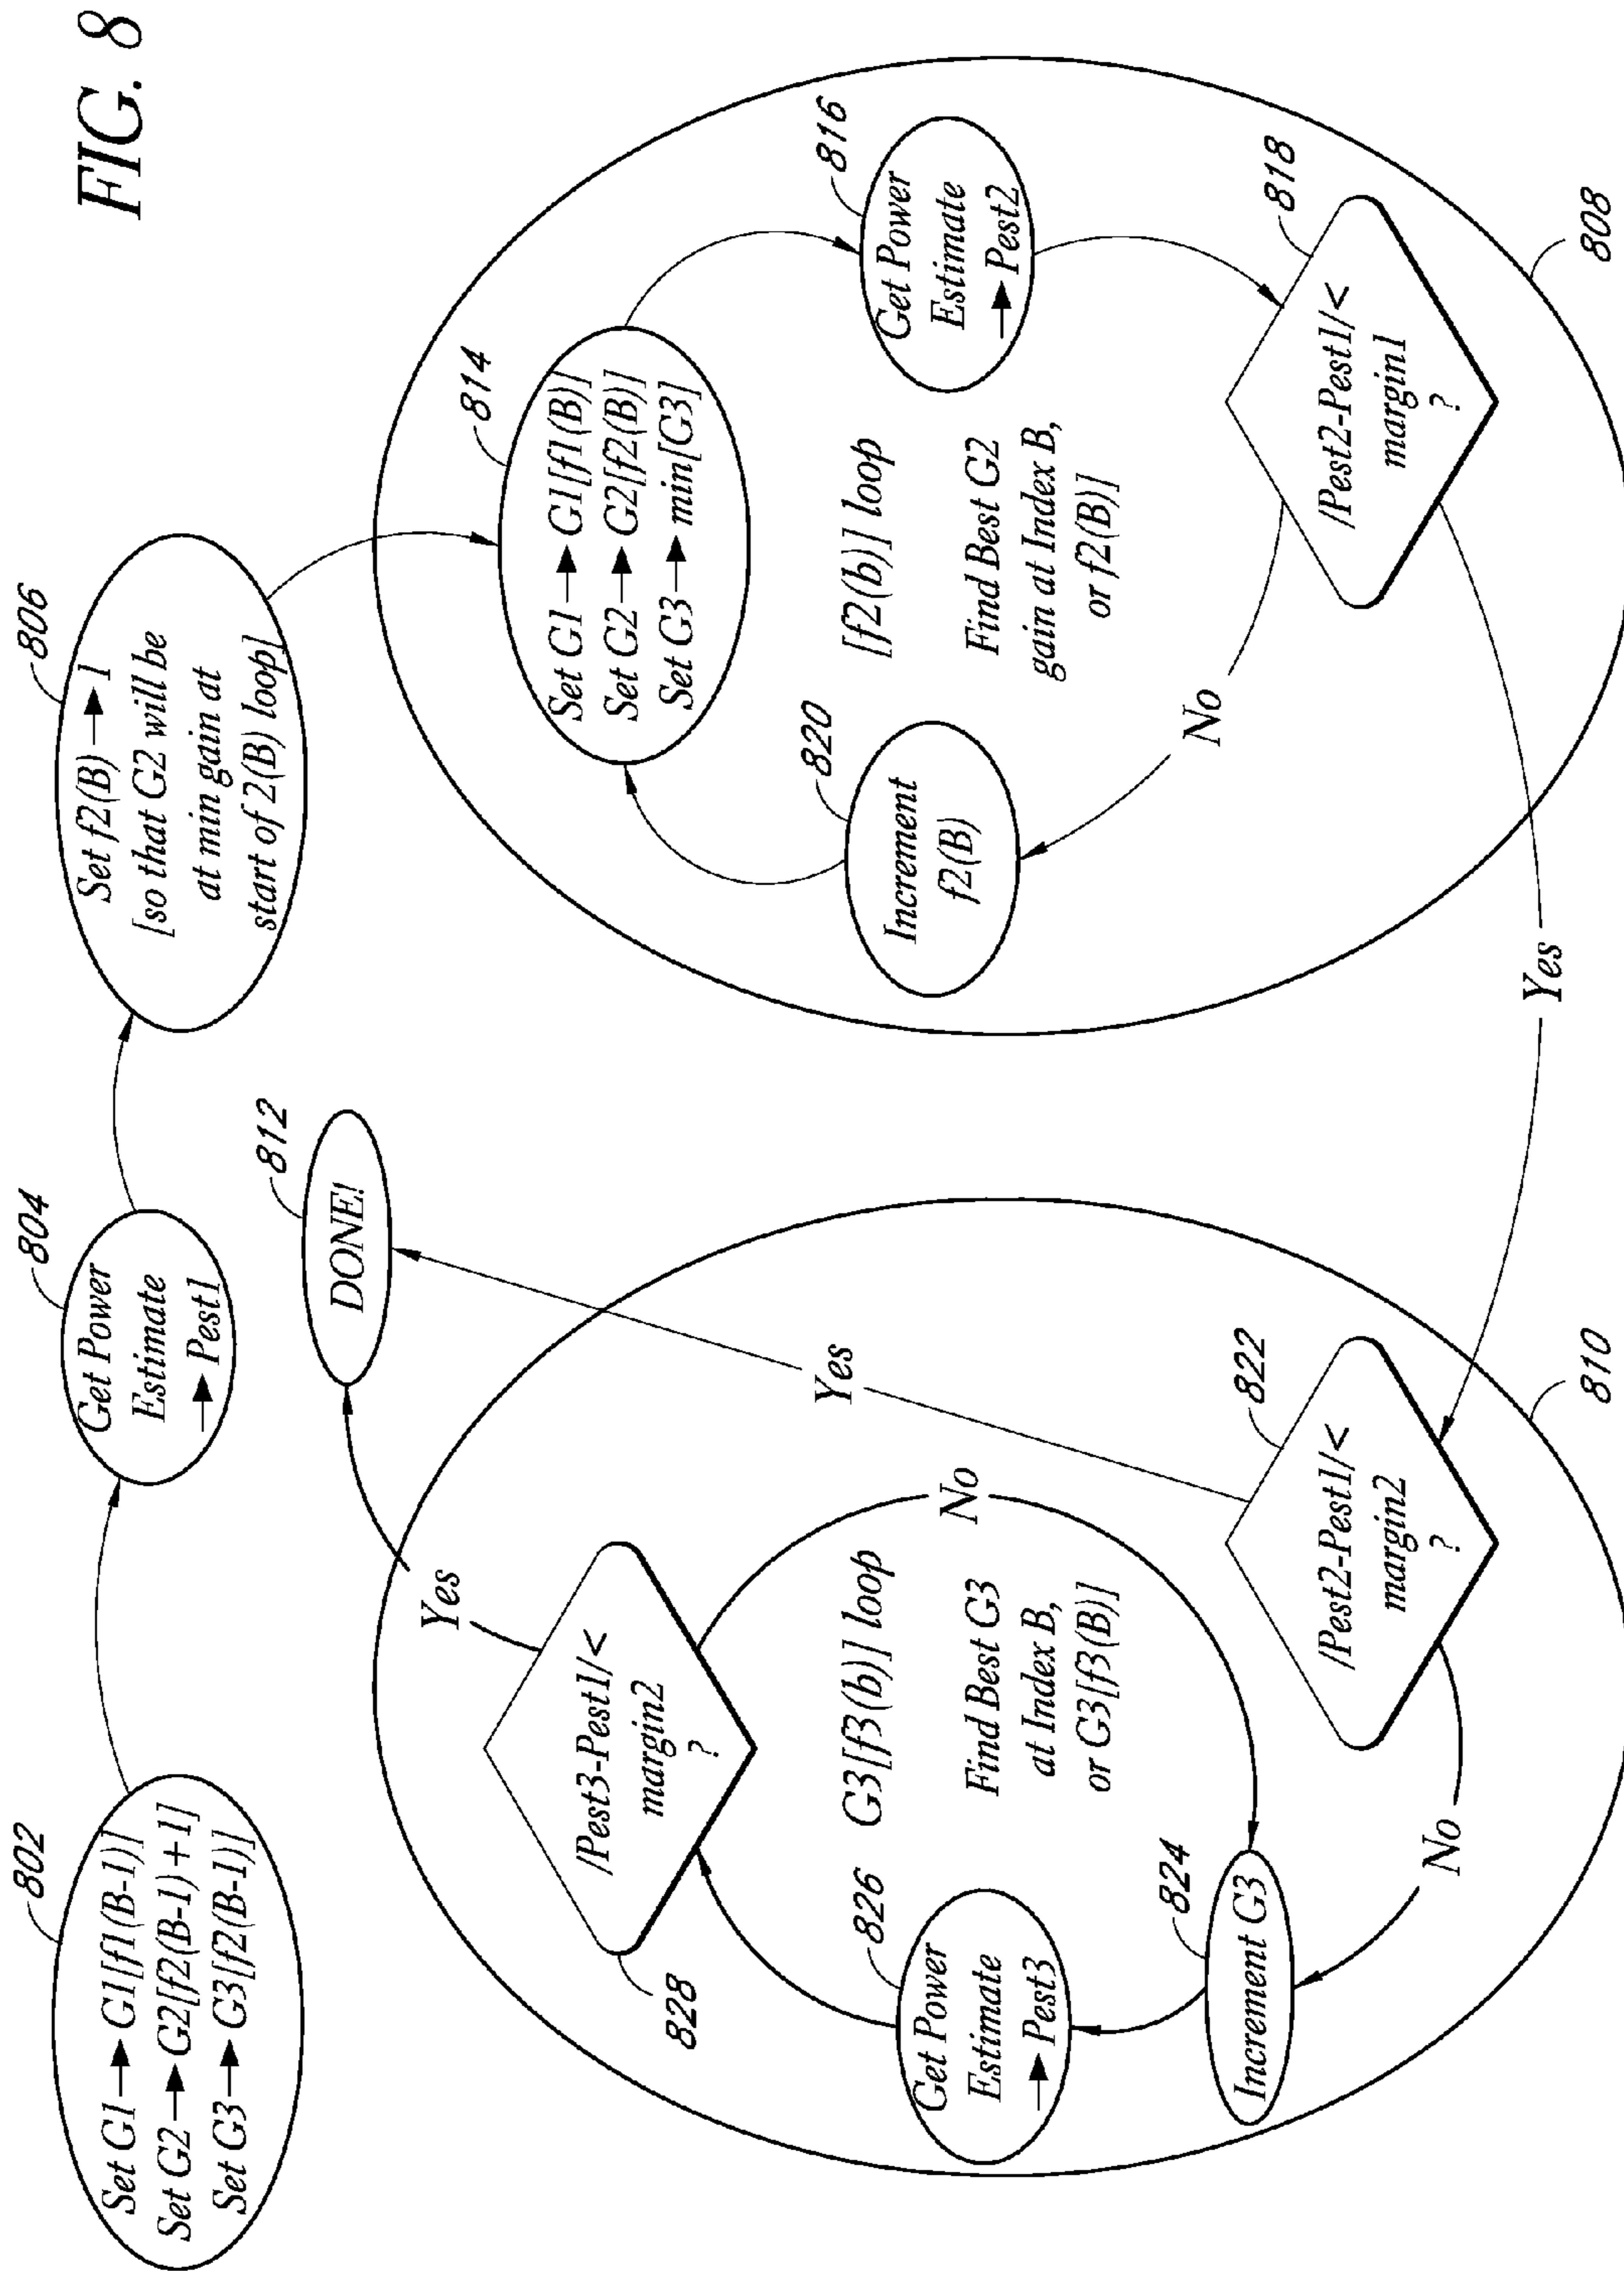 FIG. 8
802
Set G1→G1[f1(B-1)]
Set G2→G2[f2(B-1)+1]
Set G3→G3[f2(B-1)]
804
Get Power
Estimate
→Pest1
806
Set f2(B)→1
[so that G2 will be
at min gain at
start of 2(B) loop]
812
DONE!
814
Set G1→G1[f1(B)]
Set G2→G2[f2(B)]
Set G3→min[G3]
816
Get Power
Estimate
→Pest2
818
/Pest2-Pest1/<
margin1
?
No
820
Increment
f2(B)
[f2(b)] loop
Find Best G2
gain at Index B,
or f2(B)]
808
Yes
822
/Pest2-Pest1/<
margin2
?
Yes
No
824
Increment G3
826
Get Power
Estimate
→Pest3
828
/Pest3-Pest1/<
margin2
?
Yes
No
G3[f3(b)] loop
Find Best G3
at Index B,
or G3[f3(B)]
810